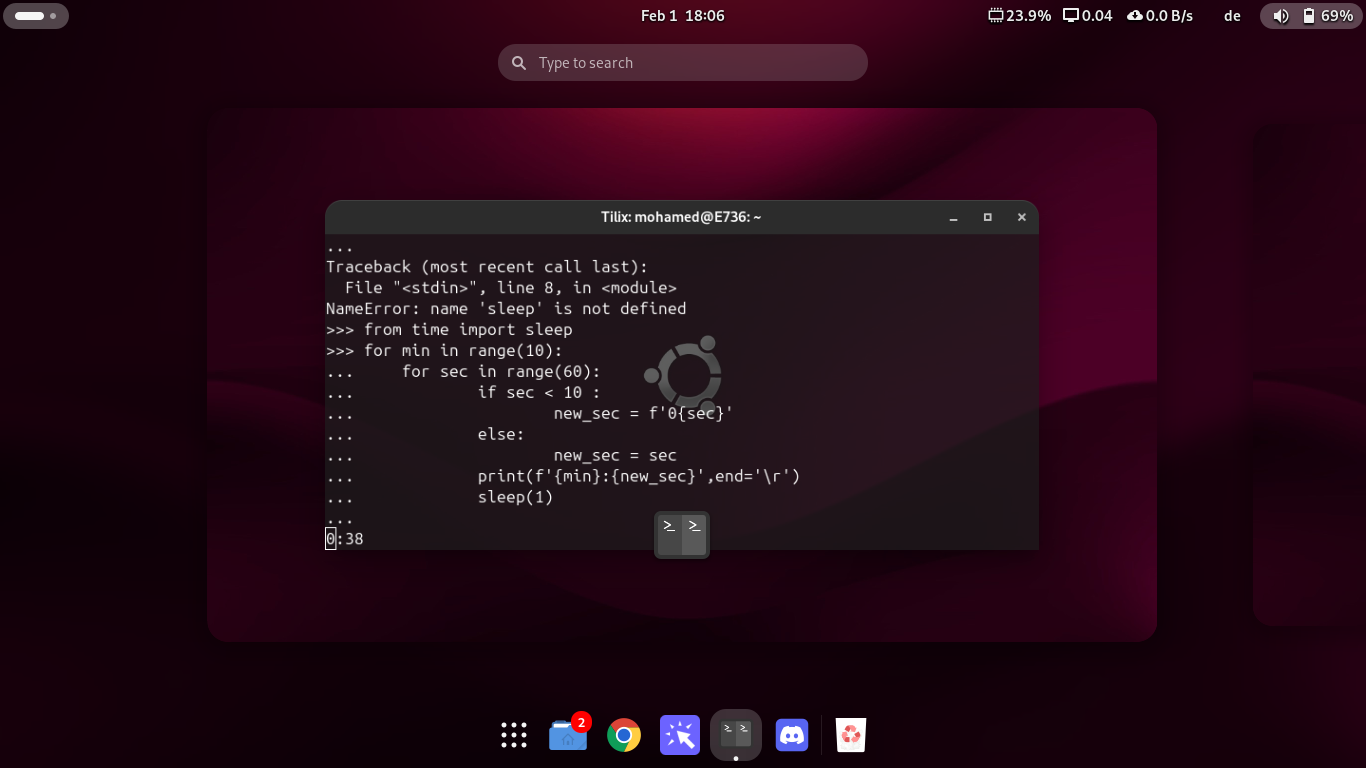 Feb 1 18:06
23.9% 0.04 0.0 B/s de 69%
Type to search
Tilix: mohamed@E736: ~
...
Traceback (most recent call last):
  File "<stdin>", line 8, in <module>
NameError: name 'sleep' is not defined
>>> from time import sleep
>>> for min in range(10):
...     for sec in range(60):
...             if sec < 10 :
...                     new_sec = f'0{sec}'
...             else:
...                     new_sec = sec
...             print(f'{min}:{new_sec}',end='\r')
...             sleep(1)
...
0:38
>_ >_
2
>_ >_